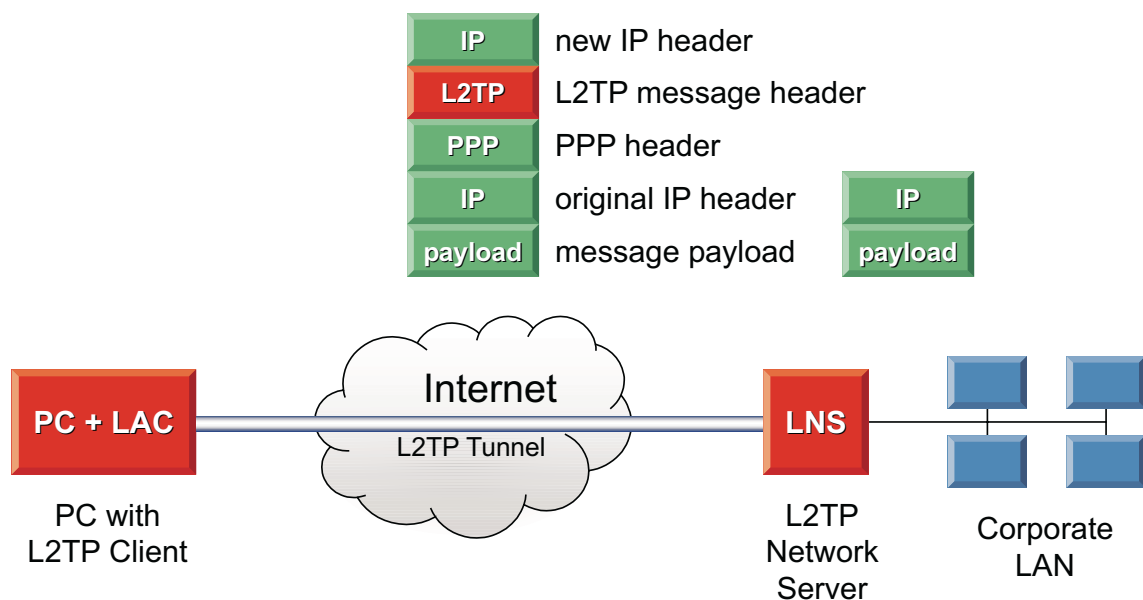 IP new IP header
L2TP L2TP message header
PPP PPP header
IP original IP header IP
payload message payload payload
Internet
PC + LAC LNS
L2TP Tunnel
PC with
L2TP Client
L2TP
Network
Server
Corporate
LAN